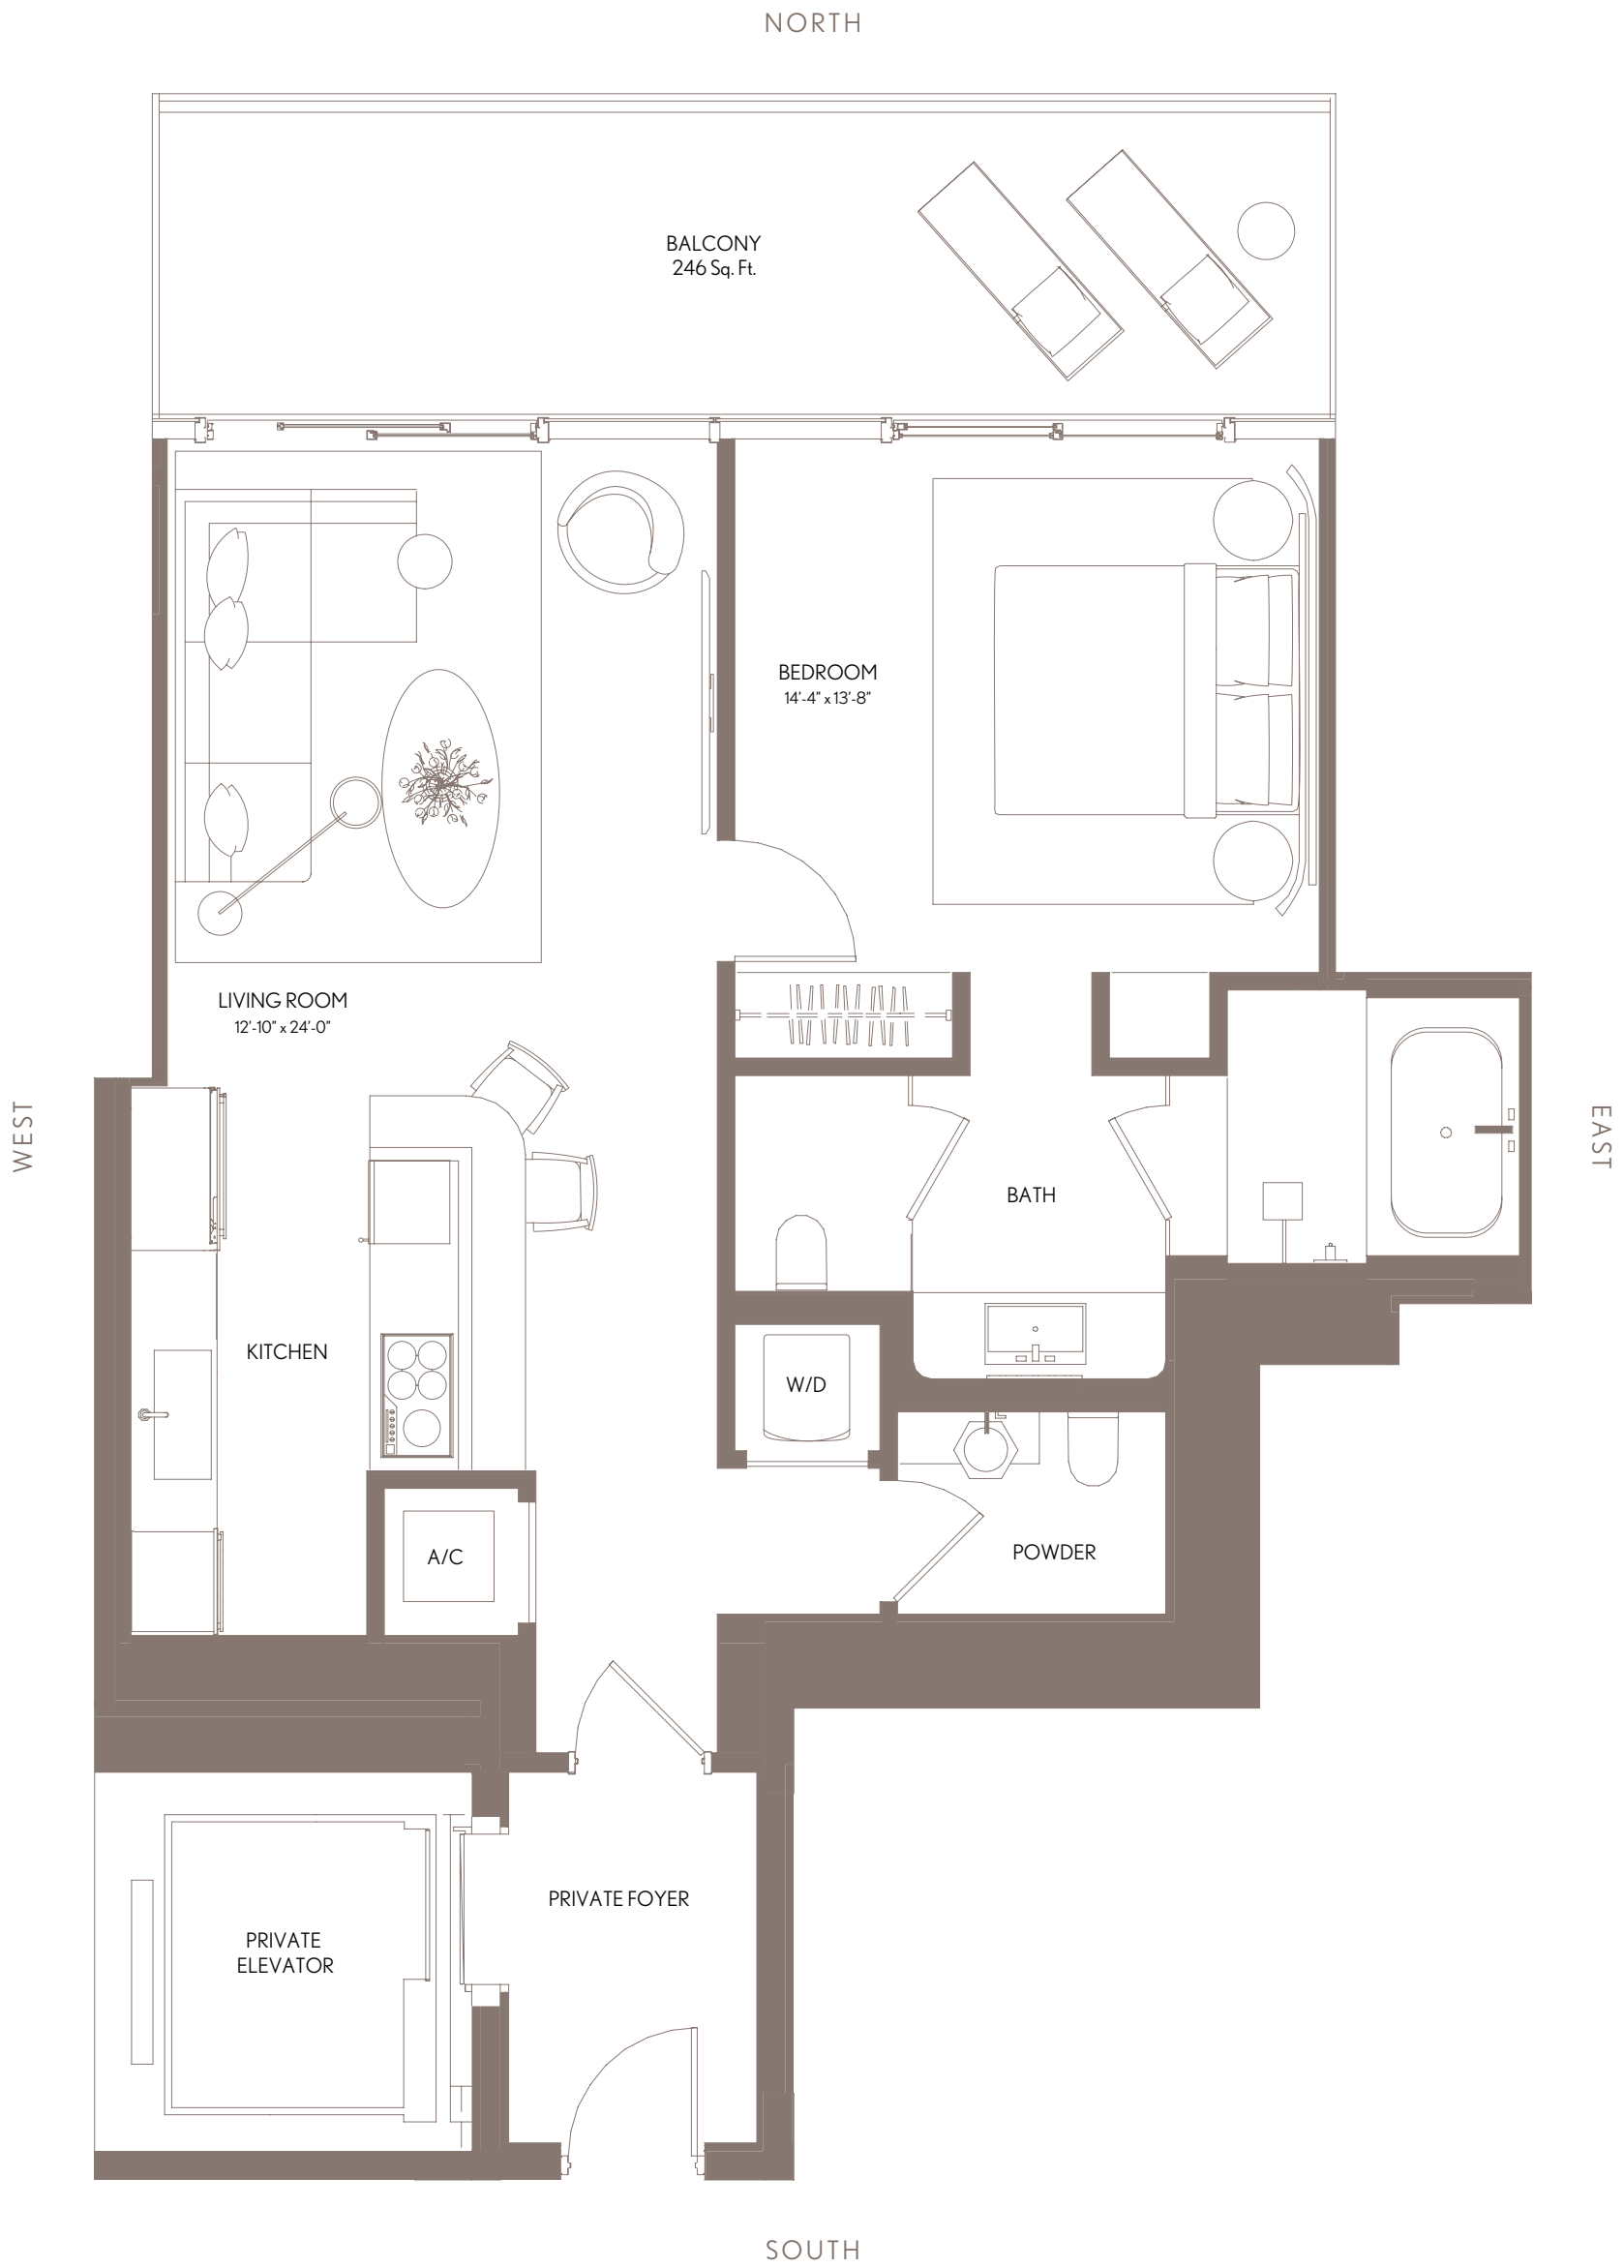 NORTH
BALCONY
246 Sq. Ft.
BEDROOM
14'-4" x 13'-8"
LIVING ROOM
12'-10" x 24'-0"
WEST
EAST
BATH
KITCHEN
W/D
A/C
POWDER
PRIVATE FOYER
PRIVATE
ELEVATOR
SOUTH